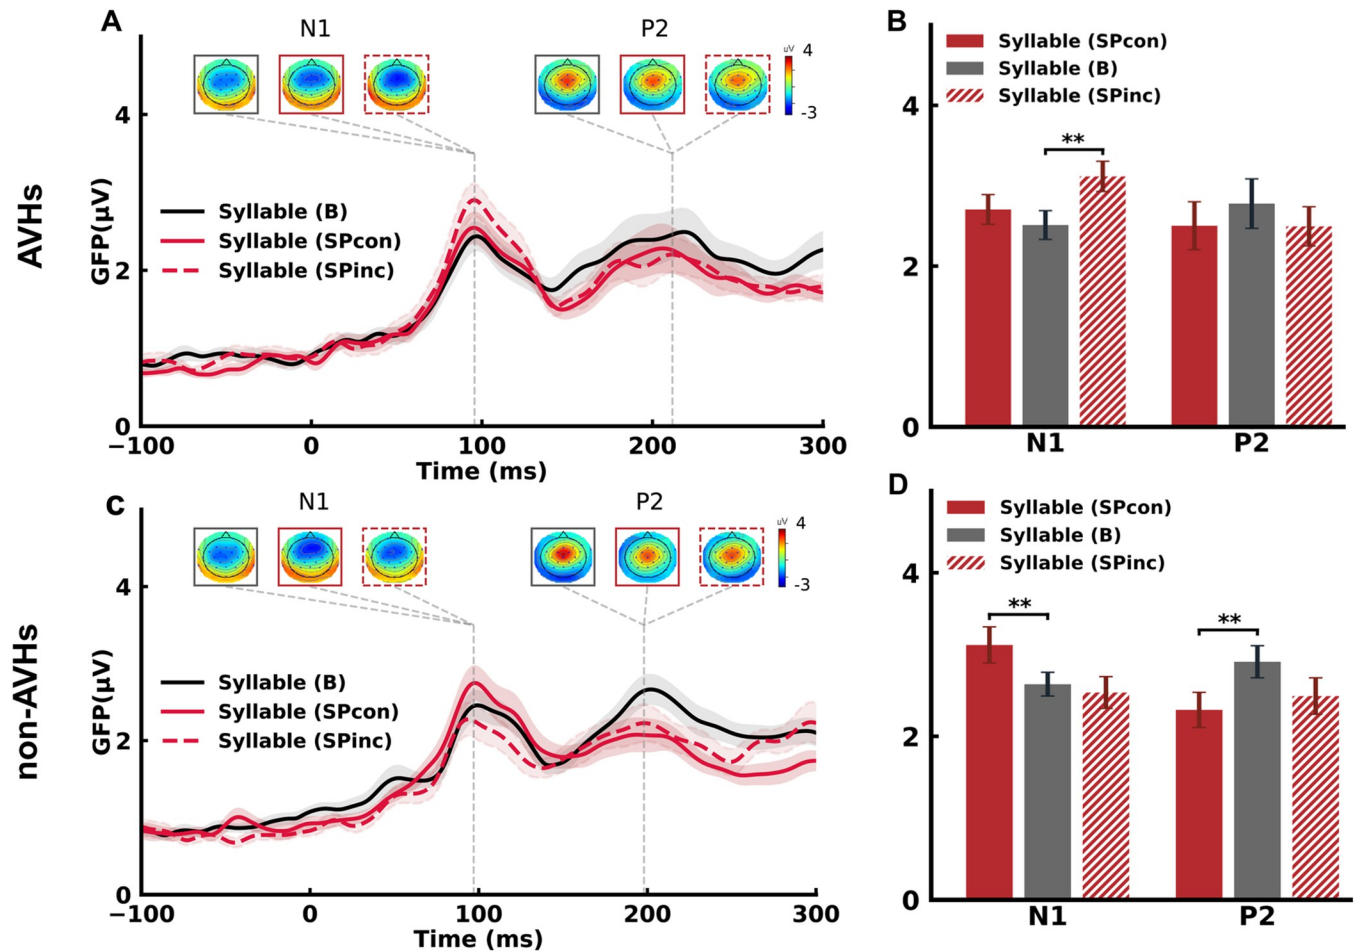 A
N1
P2
uV
4
-3
AVHs
GFP(μV)
4
2
0
Syllable (B)
Syllable (SPcon)
Syllable (SPinc)
−100
0
100
200
300
Time (ms)
B
Syllable (SPcon)
Syllable (B)
Syllable (SPinc)
**
4
2
0
N1
P2
C
N1
P2
uV
4
-3
non-AVHs
GFP(μV)
4
2
0
Syllable (B)
Syllable (SPcon)
Syllable (SPinc)
−100
0
100
200
300
Time (ms)
D
Syllable (SPcon)
Syllable (B)
Syllable (SPinc)
**
**
4
2
0
N1
P2